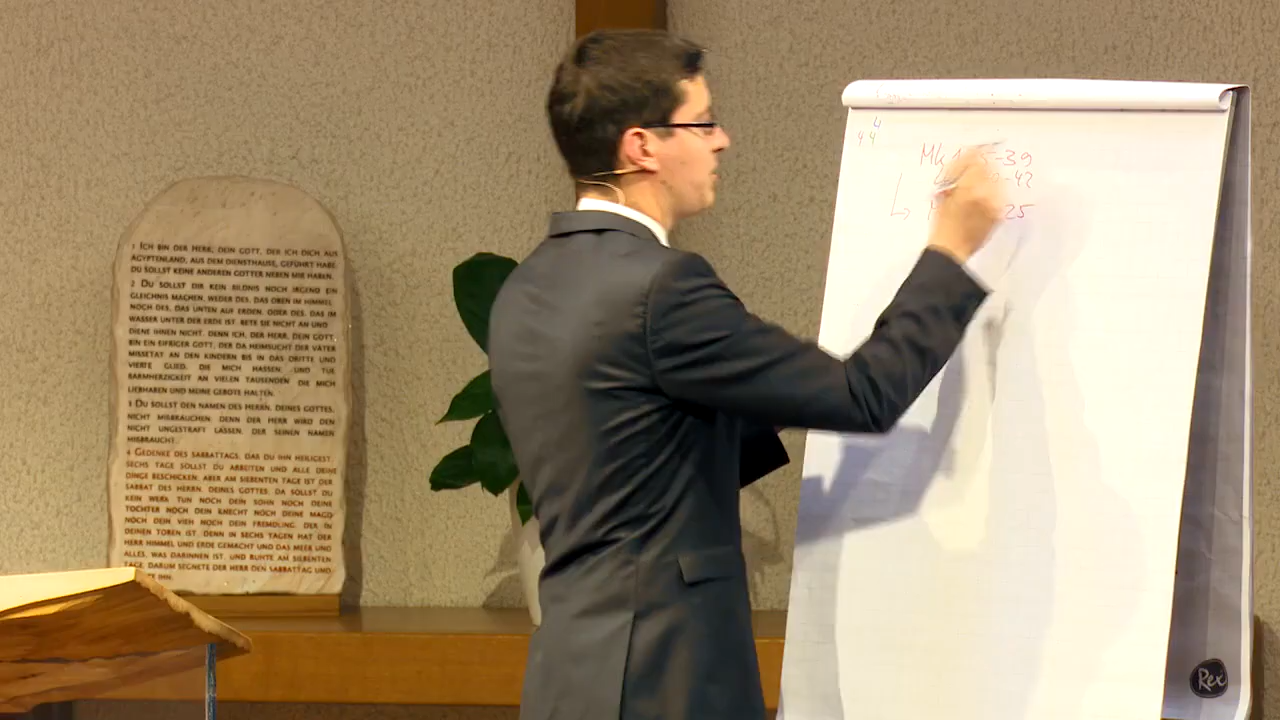 1 ICH BIN DER HERR, DEIN GOTT, DER ICH DICH AUS
ÄGYPTENLAND, AUS DEM DIENSTHAUSE, GEFÜHRT HABE.
DU SOLLST KEINE ANDEREN GÖTTER NEBEN MIR HABEN.
2 DU SOLLST DIR KEIN BILDNIS NOCH IRGEND EIN
GLEICHNIS MACHEN, WEDER DES, DAS OBEN IM HIMMEL
NOCH DES, DAS UNTEN AUF ERDEN, ODER DES, DAS IM
WASSER UNTER DER ERDE IST. BETE SIE NICHT AN UND
DIENE IHNEN NICHT. DENN ICH, DER HERR, DEIN GOTT,
BIN EIN EIFRIGER GOTT, DER DA HEIMSUCHT DER VÄTER
MISSETAT AN DEN KINDERN BIS IN DAS DRITTE UND
VIERTE GLIED, DIE MICH HASSEN, UND TUE
BARMHERZIGKEIT AN VIELEN TAUSENDEN DIE MICH
LIEBHABEN UND MEINE GEBOTE HALTEN.
3 DU SOLLST DEN NAMEN DES HERRN, DEINES GOTTES,
NICHT MIßBRAUCHEN, DENN DER HERR WIRD DEN
NICHT UNGESTRAFT LASSEN, DER SEINEN NAMEN
MIßBRAUCHT.
4 GEDENKE DES SABBATTAGS, DAß DU IHN HEILIGEST.
SECHS TAGE SOLLST DU ARBEITEN UND ALLE DEINE
DINGE BESCHICKEN; ABER AM SIEBENTEN TAGE IST DER
SABBAT DES HERRN, DEINES GOTTES, DA SOLLST DU
KEIN WERK TUN NOCH DEIN SOHN NOCH DEINE
TOCHTER NOCH DEIN KNECHT NOCH DEINE MAGD
NOCH DEIN VIEH NOCH DEIN FREMDLING, DER IN
DEINEN TOREN IST. DENN IN SECHS TAGEN HAT DER
HERR HIMMEL UND ERDE GEMACHT UND DAS MEER UND
ALLES, WAS DARINNEN IST, UND RUHTE AM SIEBENTEN
TAGE. DARUM SEGNETE DER HERR DEN SABBATTAG UND
IHN.
4
4 4
Mk 1 5-39
-42
25
Rex